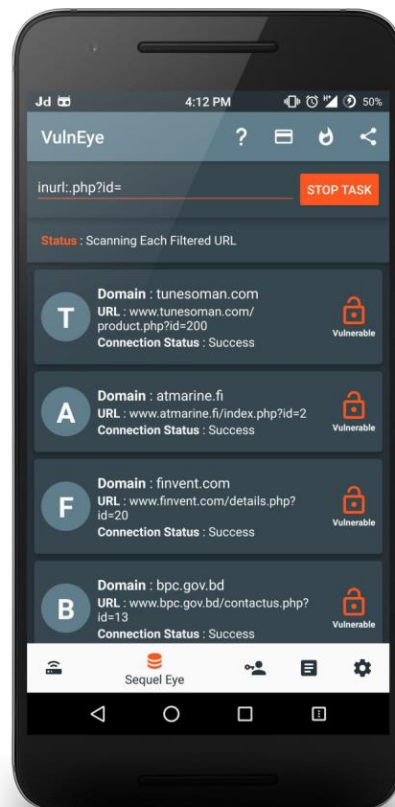 Jd
4:12 PM
50%
VulnEye
?
inurl:.php?id=
STOP TASK
Status : Scanning Each Filtered URL
T
Domain : tunesoman.com
URL : www.tunesoman.com/
product.php?id=200
Connection Status : Success
Vulnerable
A
Domain : atmarine.fi
URL : www.atmarine.fi/index.php?id=2
Connection Status : Success
Vulnerable
F
Domain : finvent.com
URL : www.finvent.com/details.php?
id=20
Connection Status : Success
Vulnerable
B
Domain : bpc.gov.bd
URL : www.bpc.gov.bd/contactus.php?
id=13
Connection Status : Success
Vulnerable
Sequel Eye